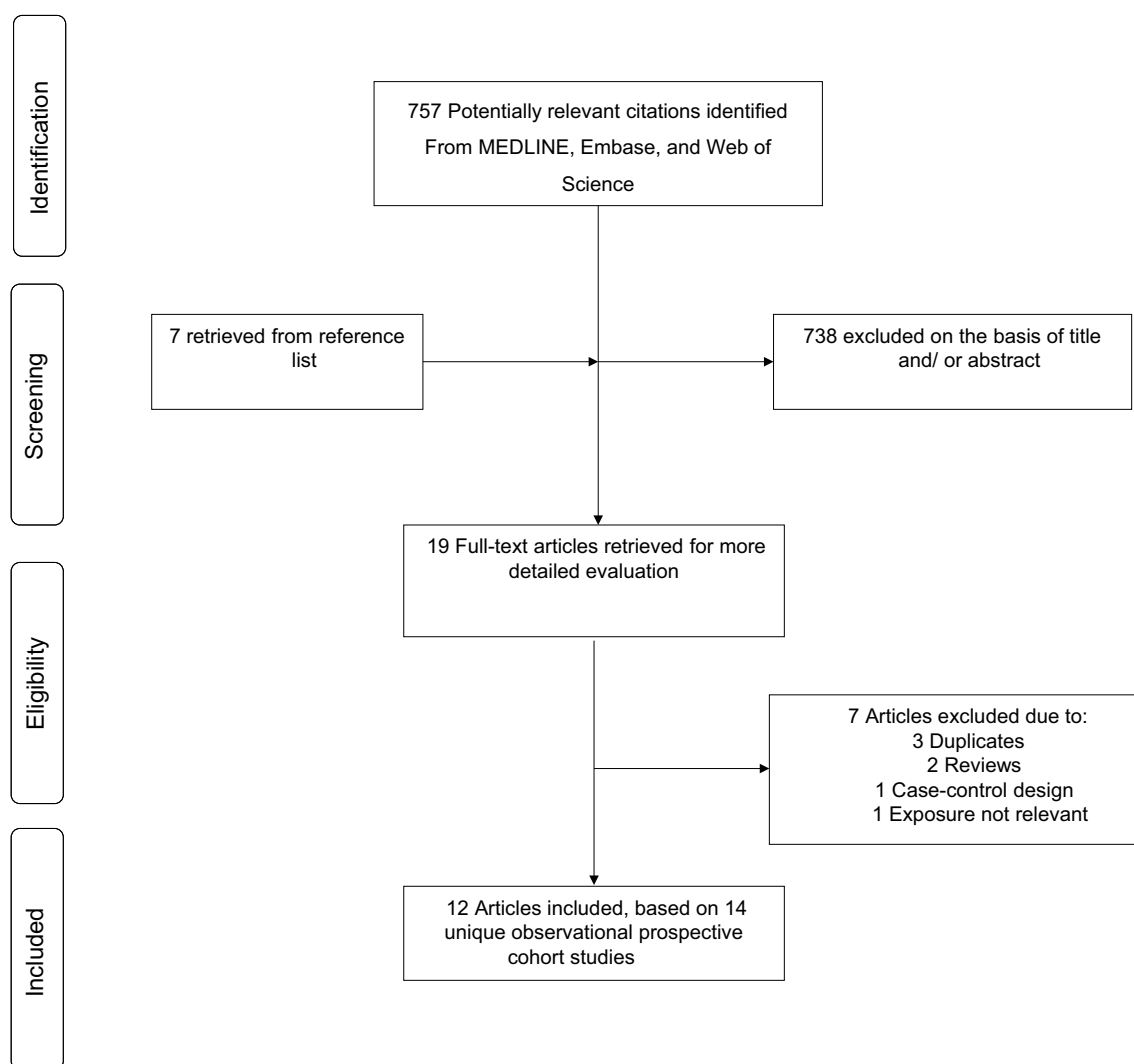 Identification
757 Potentially relevant citations identified
From MEDLINE, Embase, and Web of
Science
Screening
7 retrieved from reference
list
738 excluded on the basis of title
and/ or abstract
19 Full-text articles retrieved for more
detailed evaluation
Eligibility
7 Articles excluded due to:
3 Duplicates
2 Reviews
1 Case-control design
1 Exposure not relevant
Included
12 Articles included, based on 14
unique observational prospective
cohort studies